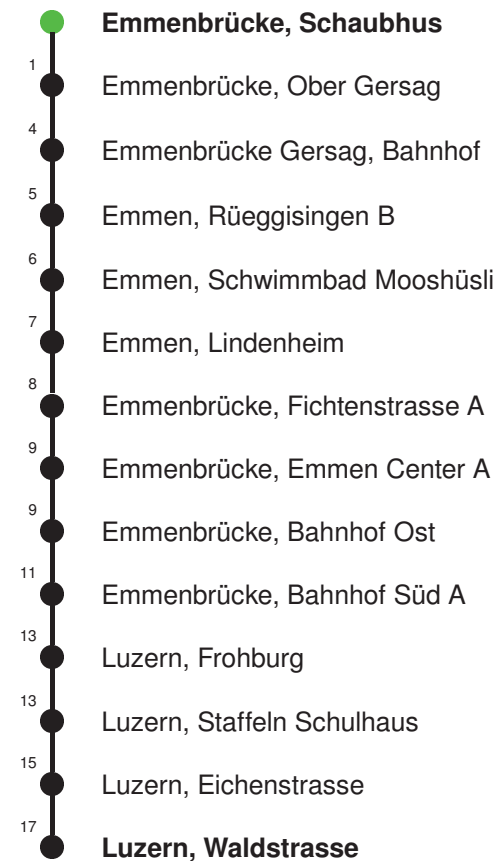 Emmenbrücke, Schaubhus
1
Emmenbrücke, Ober Gersag
4
Emmenbrücke Gersag, Bahnhof
5
Emmen, Rüeggisingen B
6
Emmen, Schwimmbad Mooshüsli
7
Emmen, Lindenheim
8
Emmenbrücke, Fichtenstrasse A
9
Emmenbrücke, Emmen Center A
9
Emmenbrücke, Bahnhof Ost
11
Emmenbrücke, Bahnhof Süd A
13
Luzern, Frohburg
13
Luzern, Staffeln Schulhaus
15
Luzern, Eichenstrasse
17
Luzern, Waldstrasse